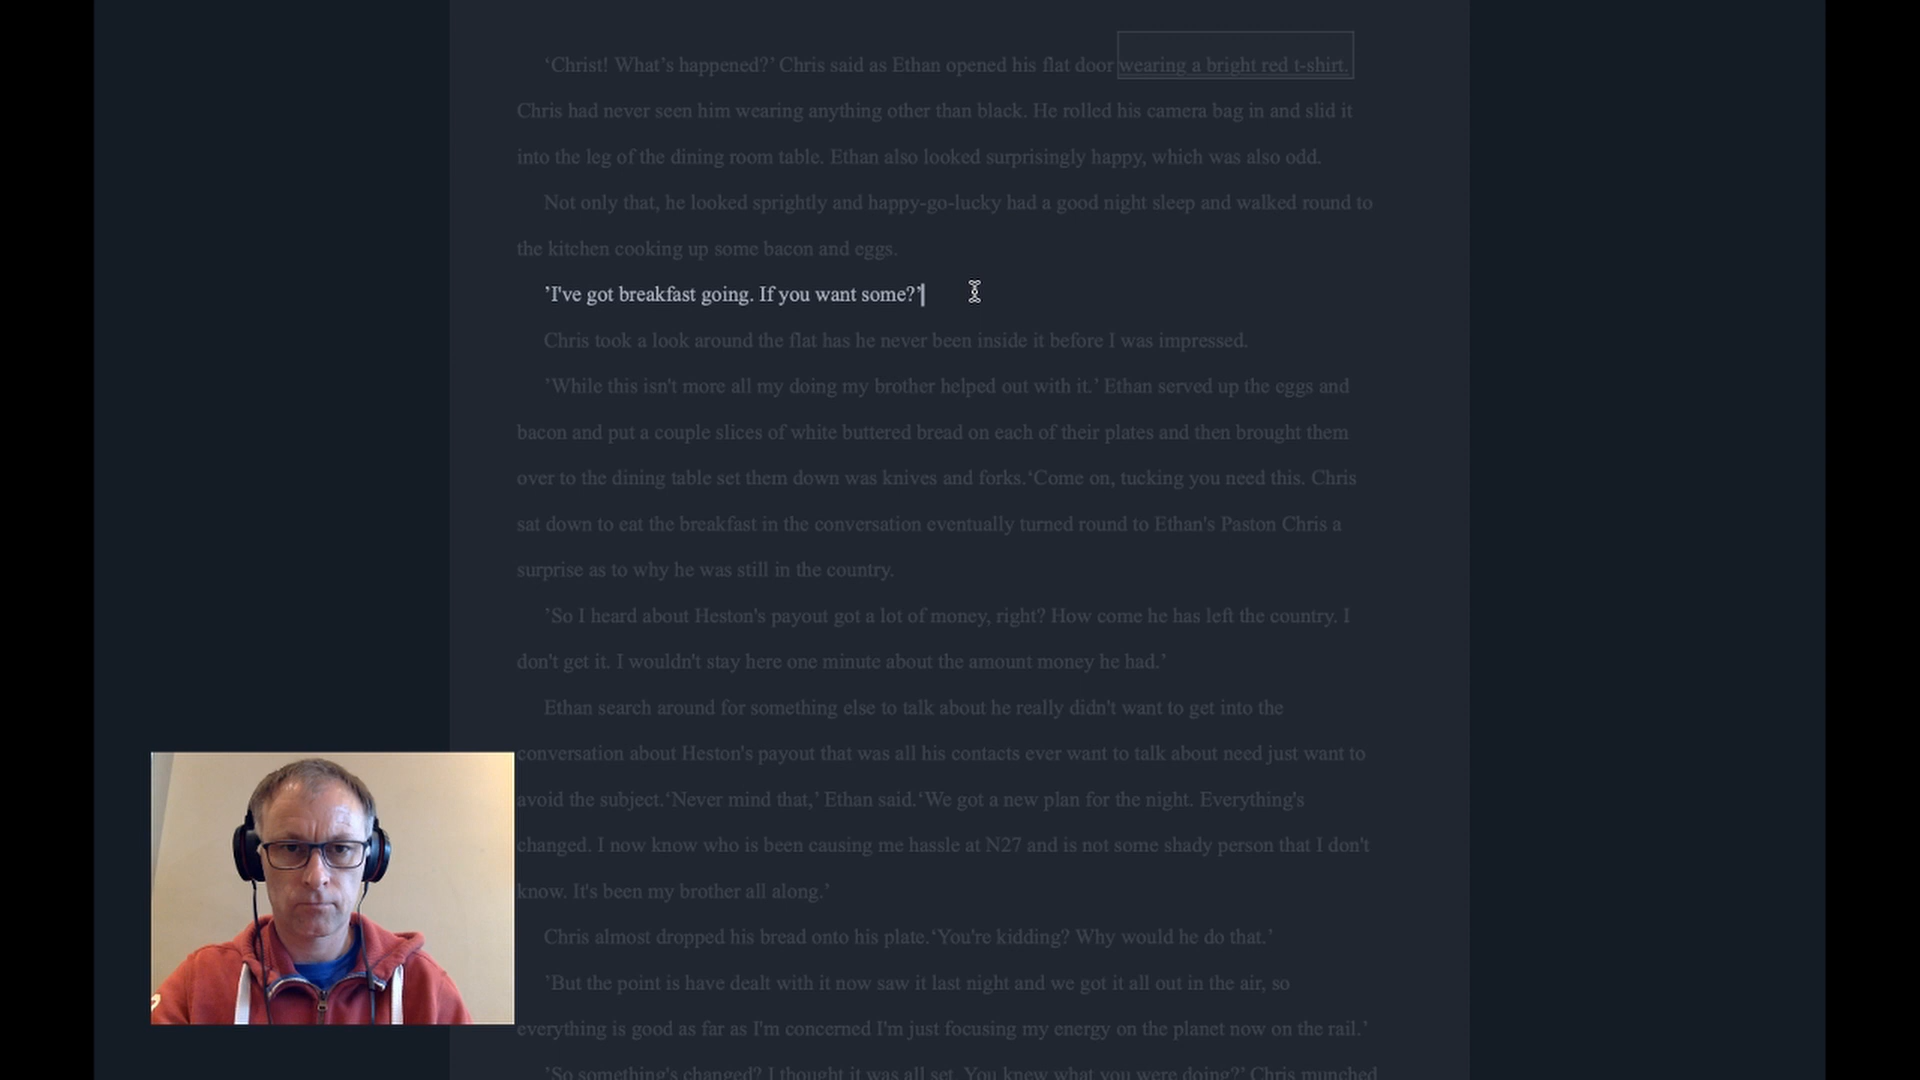 ‘Christ! What’s happened?’ Chris said as Ethan opened his flat door wearing a bright red t-shirt.
Chris had never seen him wearing anything other than black. He rolled his camera bag in and slid it
into the leg of the dining room table. Ethan also looked surprisingly happy, which was also odd.
Not only that, he looked sprightly and happy-go-lucky had a good night sleep and walked round to
the kitchen cooking up some bacon and eggs.
’I've got breakfast going. If you want some?’
Chris took a look around the flat has he never been inside it before I was impressed.
’While this isn't more all my doing my brother helped out with it.’ Ethan served up the eggs and
bacon and put a couple slices of white buttered bread on each of their plates and then brought them
over to the dining table set them down was knives and forks.‘Come on, tucking you need this. Chris
sat down to eat the breakfast in the conversation eventually turned round to Ethan's Paston Chris a
surprise as to why he was still in the country.
’So I heard about Heston's payout got a lot of money, right? How come he has left the country. I
don't get it. I wouldn't stay here one minute about the amount money he had.’
Ethan search around for something else to talk about he really didn't want to get into the
conversation about Heston's payout that was all his contacts ever want to talk about need just want to
avoid the subject.‘Never mind that,’ Ethan said.‘We got a new plan for the night. Everything's
changed. I now know who is been causing me hassle at N27 and is not some shady person that I don't
know. It's been my brother all along.’
Chris almost dropped his bread onto his plate.‘You're kidding? Why would he do that.’
’But the point is have dealt with it now saw it last night and we got it all out in the air, so
everything is good as far as I'm concerned I'm just focusing my energy on the planet now on the rail.’
’So something's changed? I thought it was all set. You knew what you were doing?’ Chris munched